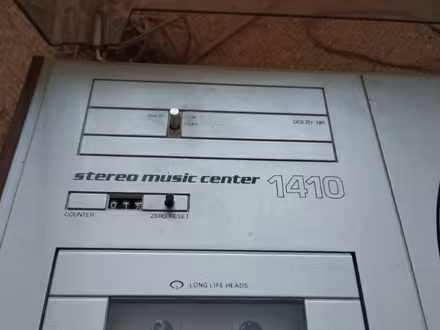 DOLBY NR
stereo music center 1410
COUNTER
ZERO RESET
LONG LIFE HEADS